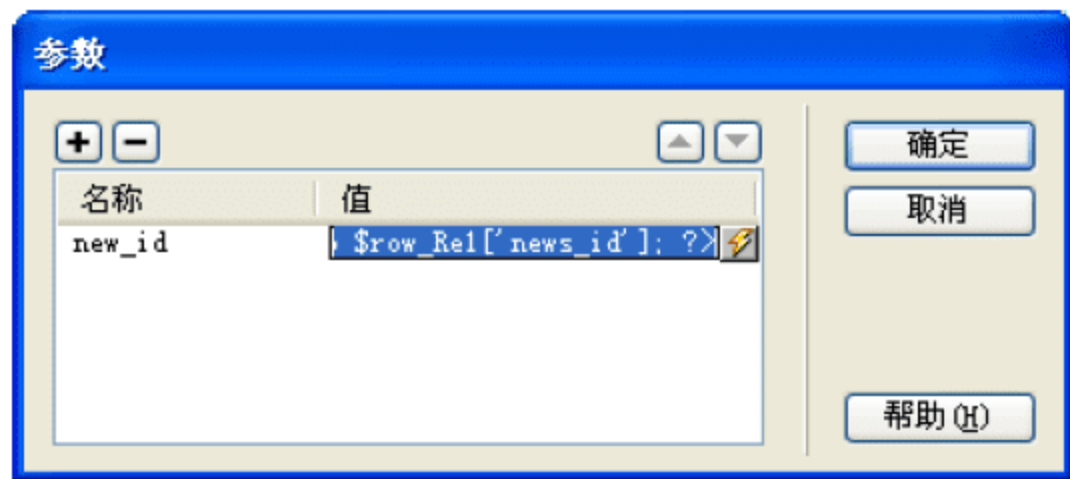 参数
确定
取消
名称 值
new_id $row_Re1['news_id']; ?>
帮助(H)